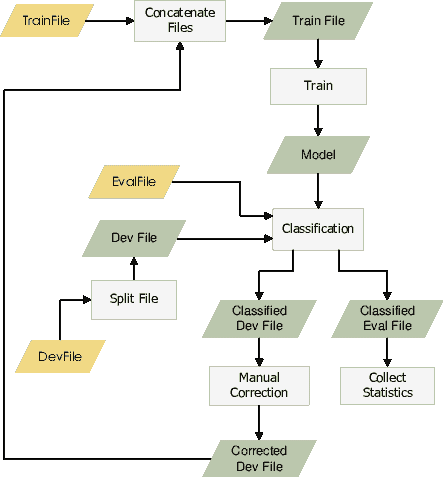 TrainFile
Concatenate
Files
Train File
Train
Model
EvalFile
Dev File
Classification
Split File
Classified
Dev File
Classified
Eval File
DevFile
Manual
Correction
Collect
Statistics
Corrected
Dev File